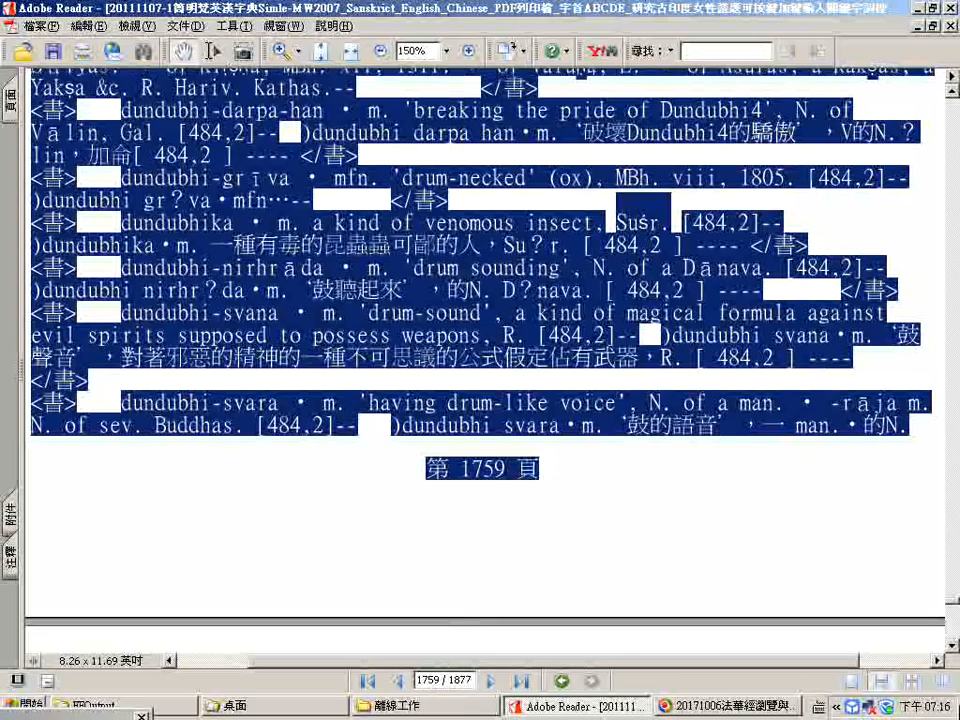 Adobe Reader - [20111107-1簡明梵英漢字典Simle-MW2007_Sanskrict_English_Chinese_PDF列印檔_字首ABCDE_研究古印度女性議題可按
檔案(F) 編輯(E) 檢視(V) 文件(D) 工具(T) 視窗(W) 說明(H)
150% 尋找：
Yakṣa &c. R. Hariv. Kathas.-- </書>
<書> dundubhi-darpa-han · m. 'breaking the pride of Dundubhi4', N. of
Vālin, Gal. [484,2]-- )dundubhi darpa han·m.‘破壞Dundubhi4的驕傲’，V的N.?
lin，加侖[ 484,2 ] ---- </書>
<書> dundubhi-grīva · mfn. 'drum-necked' (ox), MBh. viii, 1805. [484,2]--
)dundubhi gr?va·mfn…-- </書>
<書> dundubhika · m. a kind of venomous insect, Suśr. [484,2]--
)dundubhika·m. 一種有毒的昆蟲蟲可鄙的人，Su?r. [ 484,2 ] ---- </書>
<書> dundubhi-nirhrāda · m. 'drum sounding', N. of a Dānava. [484,2]--
)dundubhi nirhr?da·m.‘鼓聽起來’，的N. D?nava. [ 484,2 ] ---- </書>
<書> dundubhi-svana · m. 'drum-sound', a kind of magical formula against
evil spirits supposed to possess weapons, R. [484,2]-- )dundubhi svana·m.‘鼓
聲音’，對著邪惡的精神的一種不可思議的公式假定佔有武器，R. [ 484,2 ] ----
</書>
<書> dundubhi-svara · m. 'having drum-like voice', N. of a man. · -rāja m.
N. of sev. Buddhas. [484,2]-- )dundubhi svara·m.‘鼓的語音’，一 man.·的N.
第 1759 頁
頁面
附件
注釋
8.26 x 11.69 英吋
1759 / 1877
開始 桌面 離線工作 Adobe Reader - [201111... 20171006法華經瀏覽與... 下午 07:16